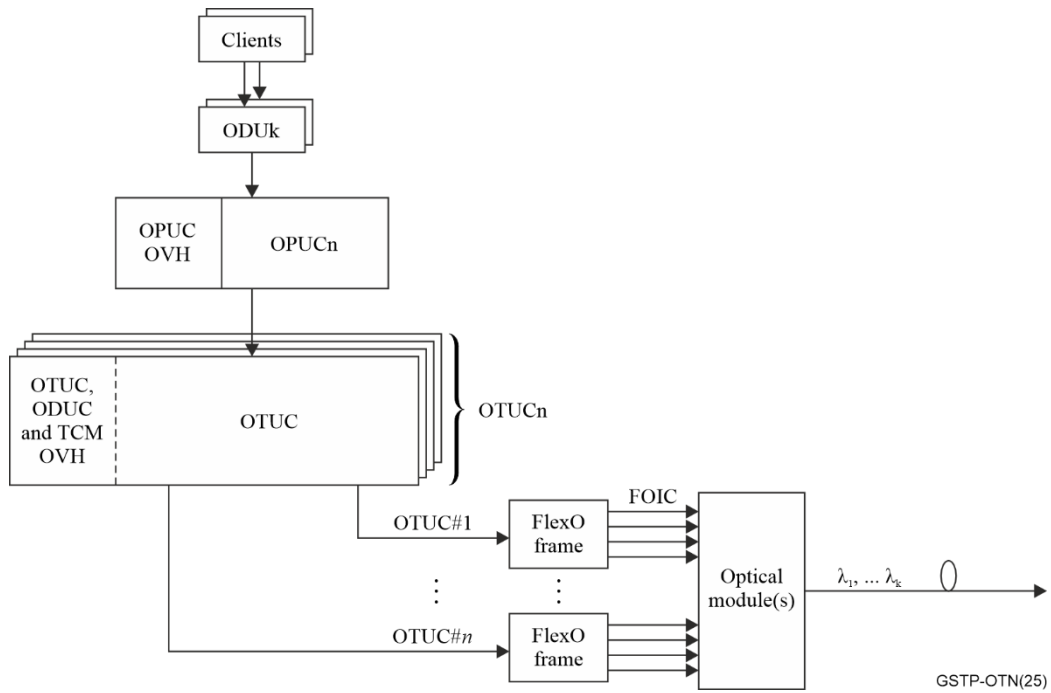 Clients
ODUk
OPUC
OVH
OPUCn
OTUC,
ODUC
and TCM
OVH
OTUC
OTUCn
FOIC
OTUC#1
FlexO
frame
Optical
module(s)
λ1, ... λk
OTUC#n
FlexO
frame
GSTP-OTN(25)